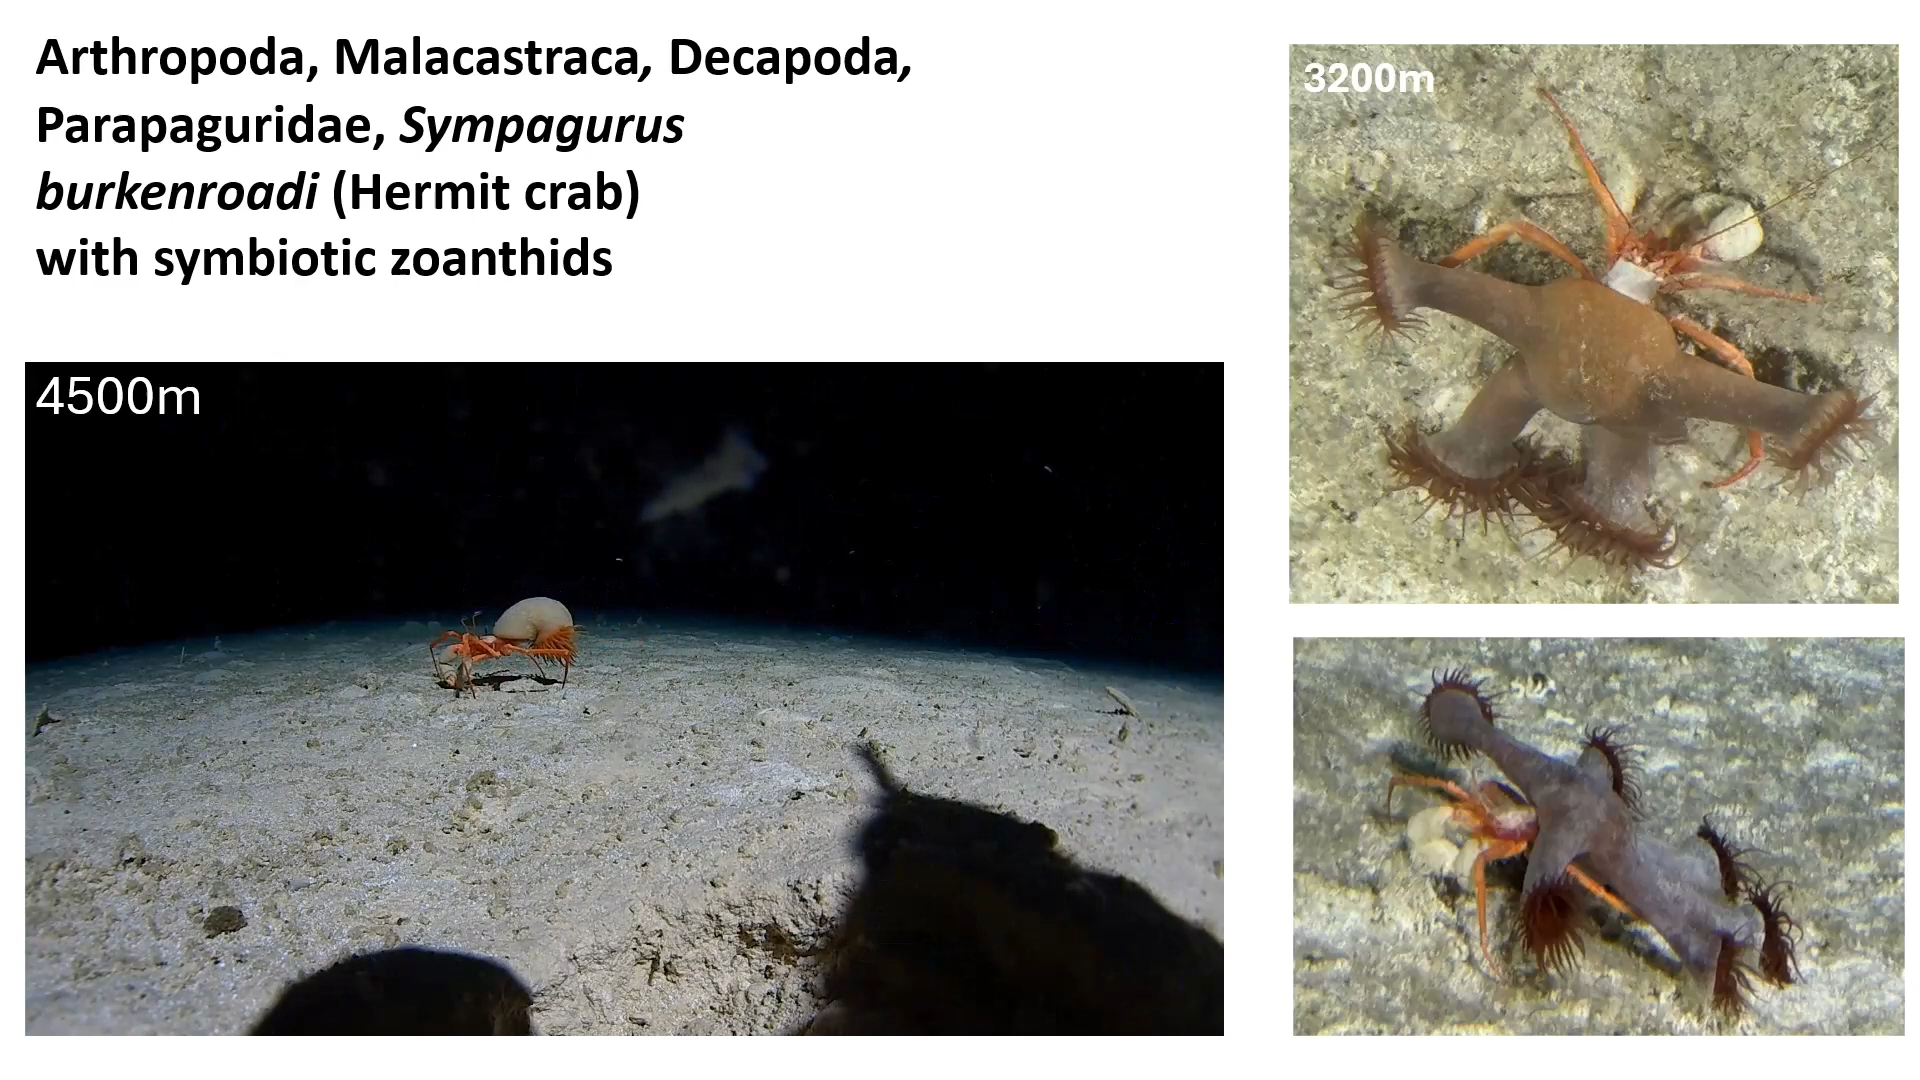 Arthropoda, Malacastraca, Decapoda,
Parapaguridae, Sympagurus
burkenroadi (Hermit crab)
with symbiotic zoanthids
3200m
4500m